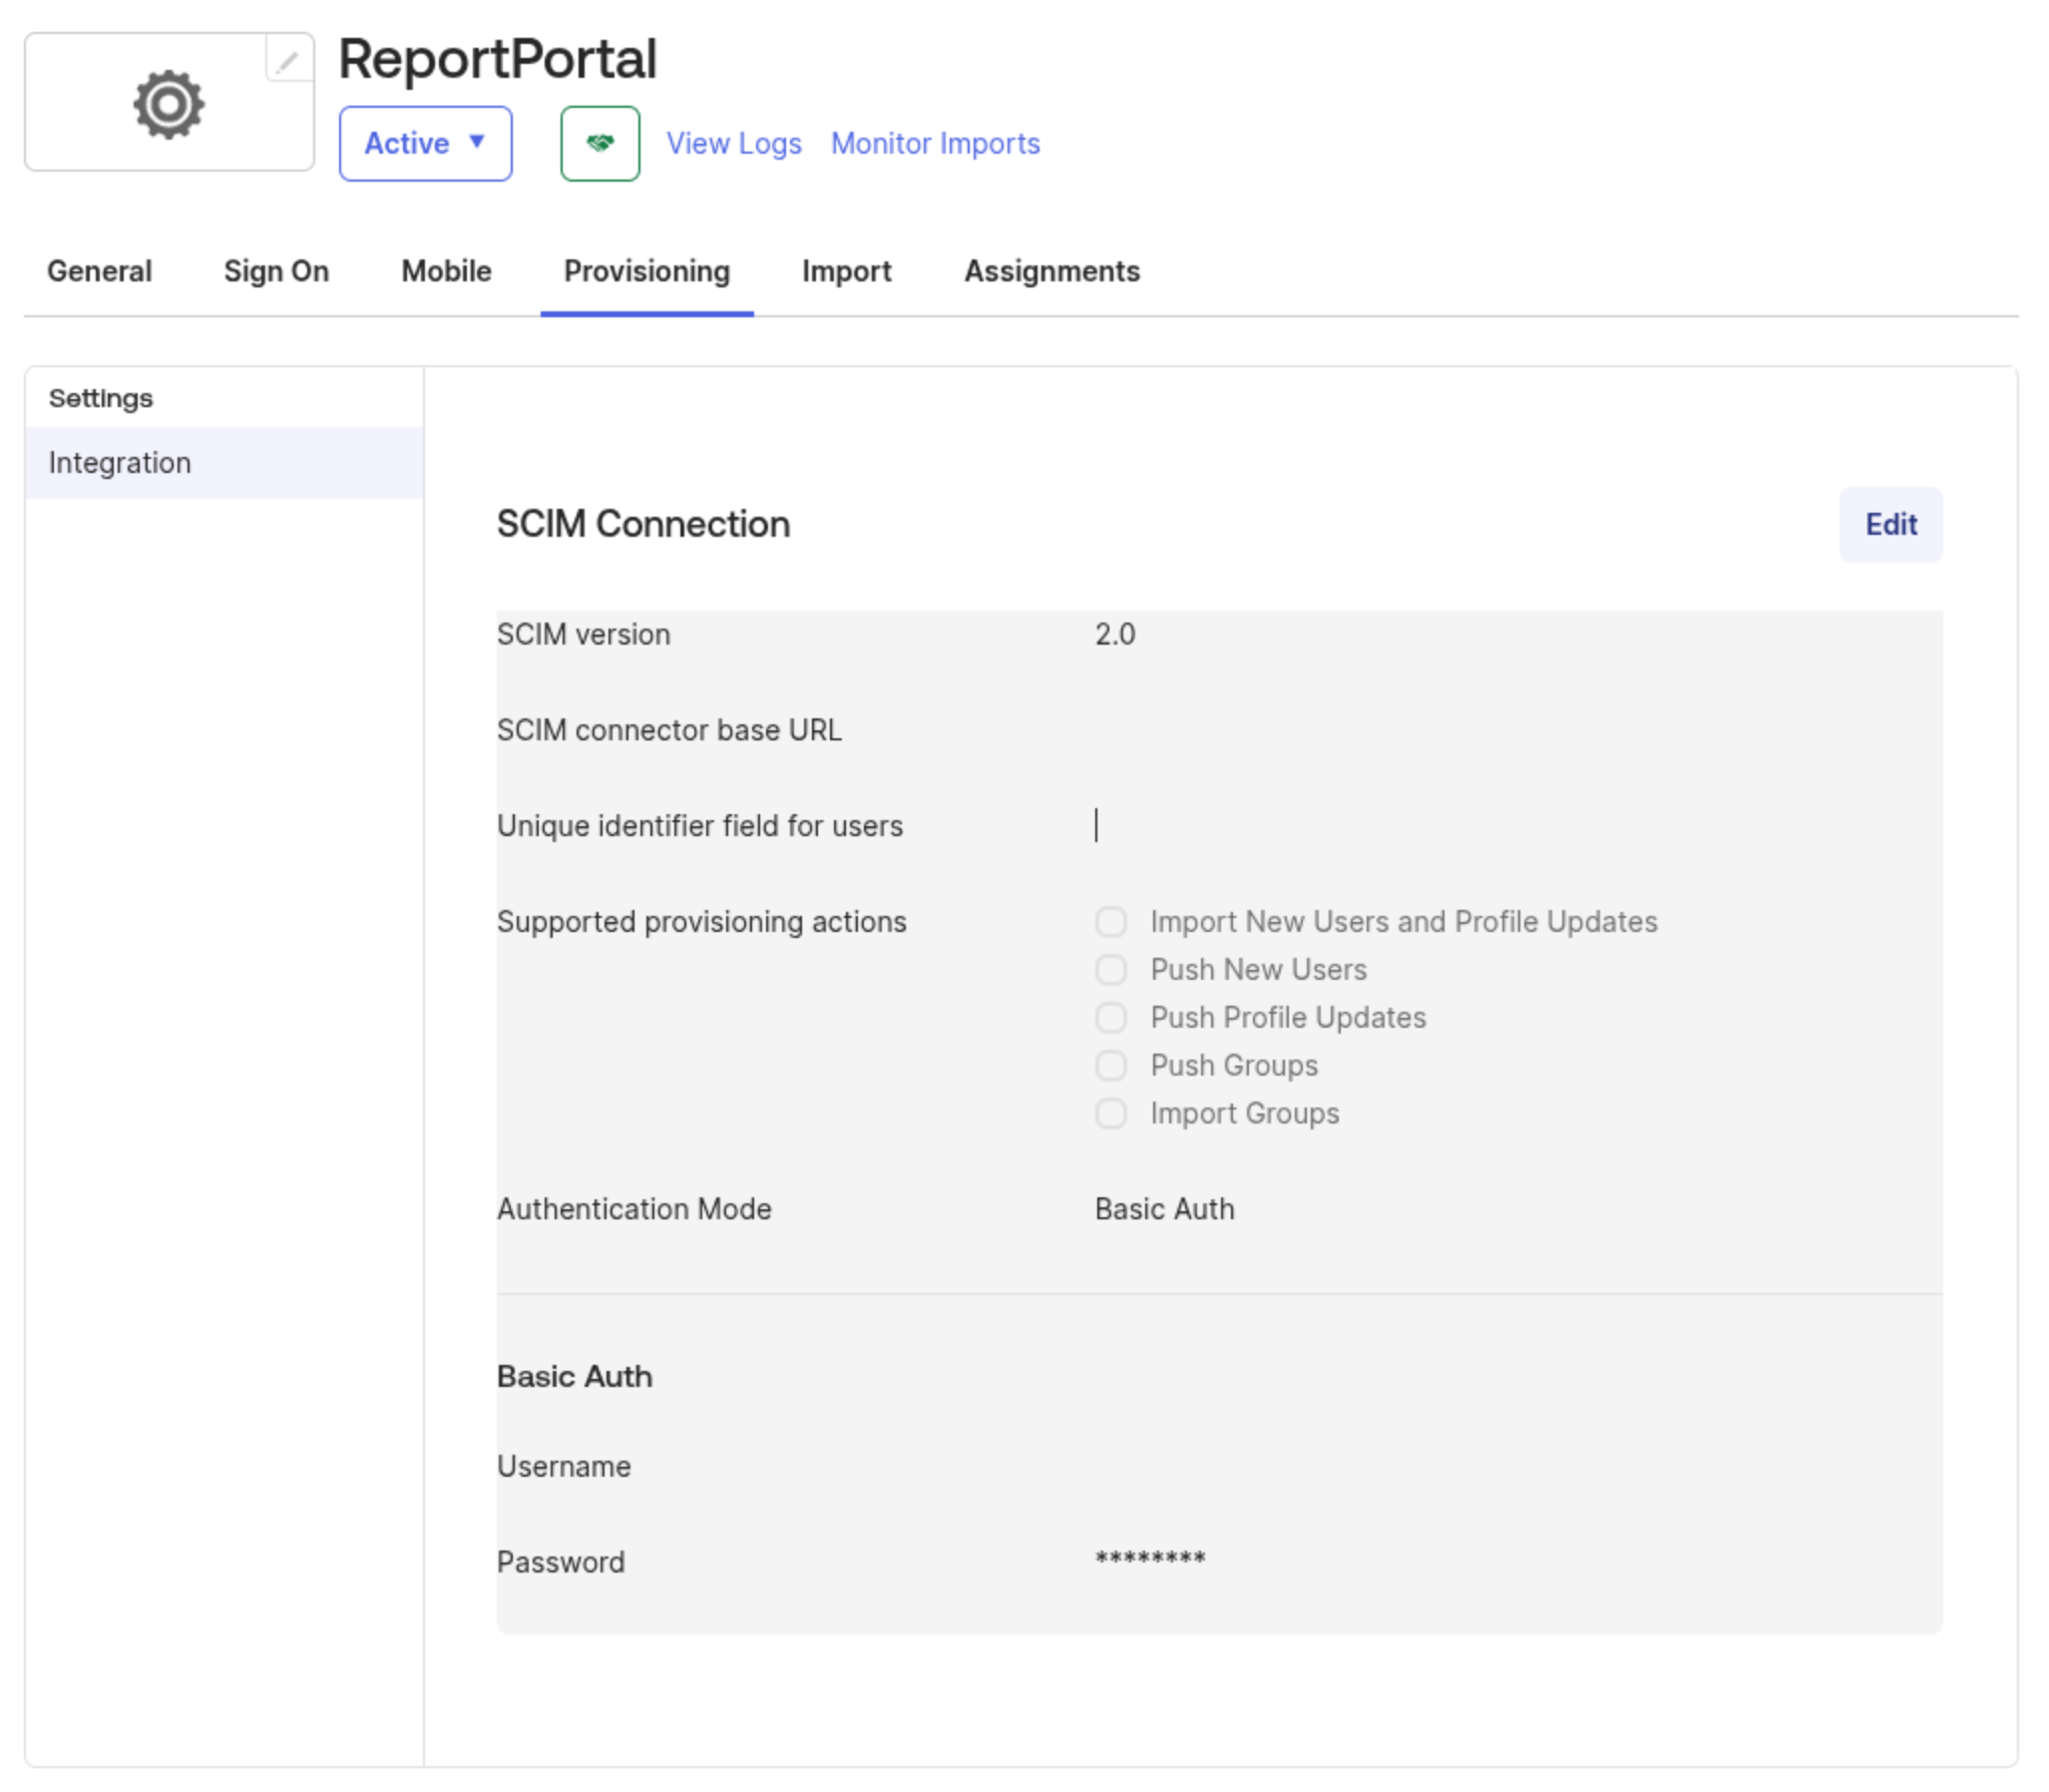 ReportPortal
Active ▼
View Logs Monitor Imports
General Sign On Mobile Provisioning Import Assignments
Settings
Integration
SCIM Connection
Edit
SCIM version 2.0
SCIM connector base URL
Unique identifier field for users
Supported provisioning actions Import New Users and Profile Updates
Push New Users
Push Profile Updates
Push Groups
Import Groups
Authentication Mode Basic Auth
Basic Auth
Username
Password ********